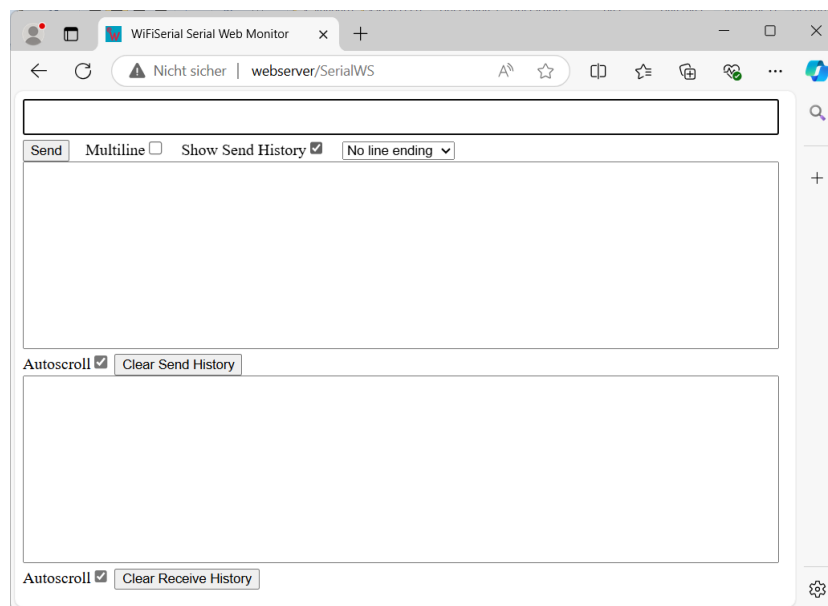 WiFiSerial Serial Web Monitor
Nicht sicher | webserver/SerialWS
Send Multiline Show Send History No line ending
Autoscroll Clear Send History
Autoscroll Clear Receive History